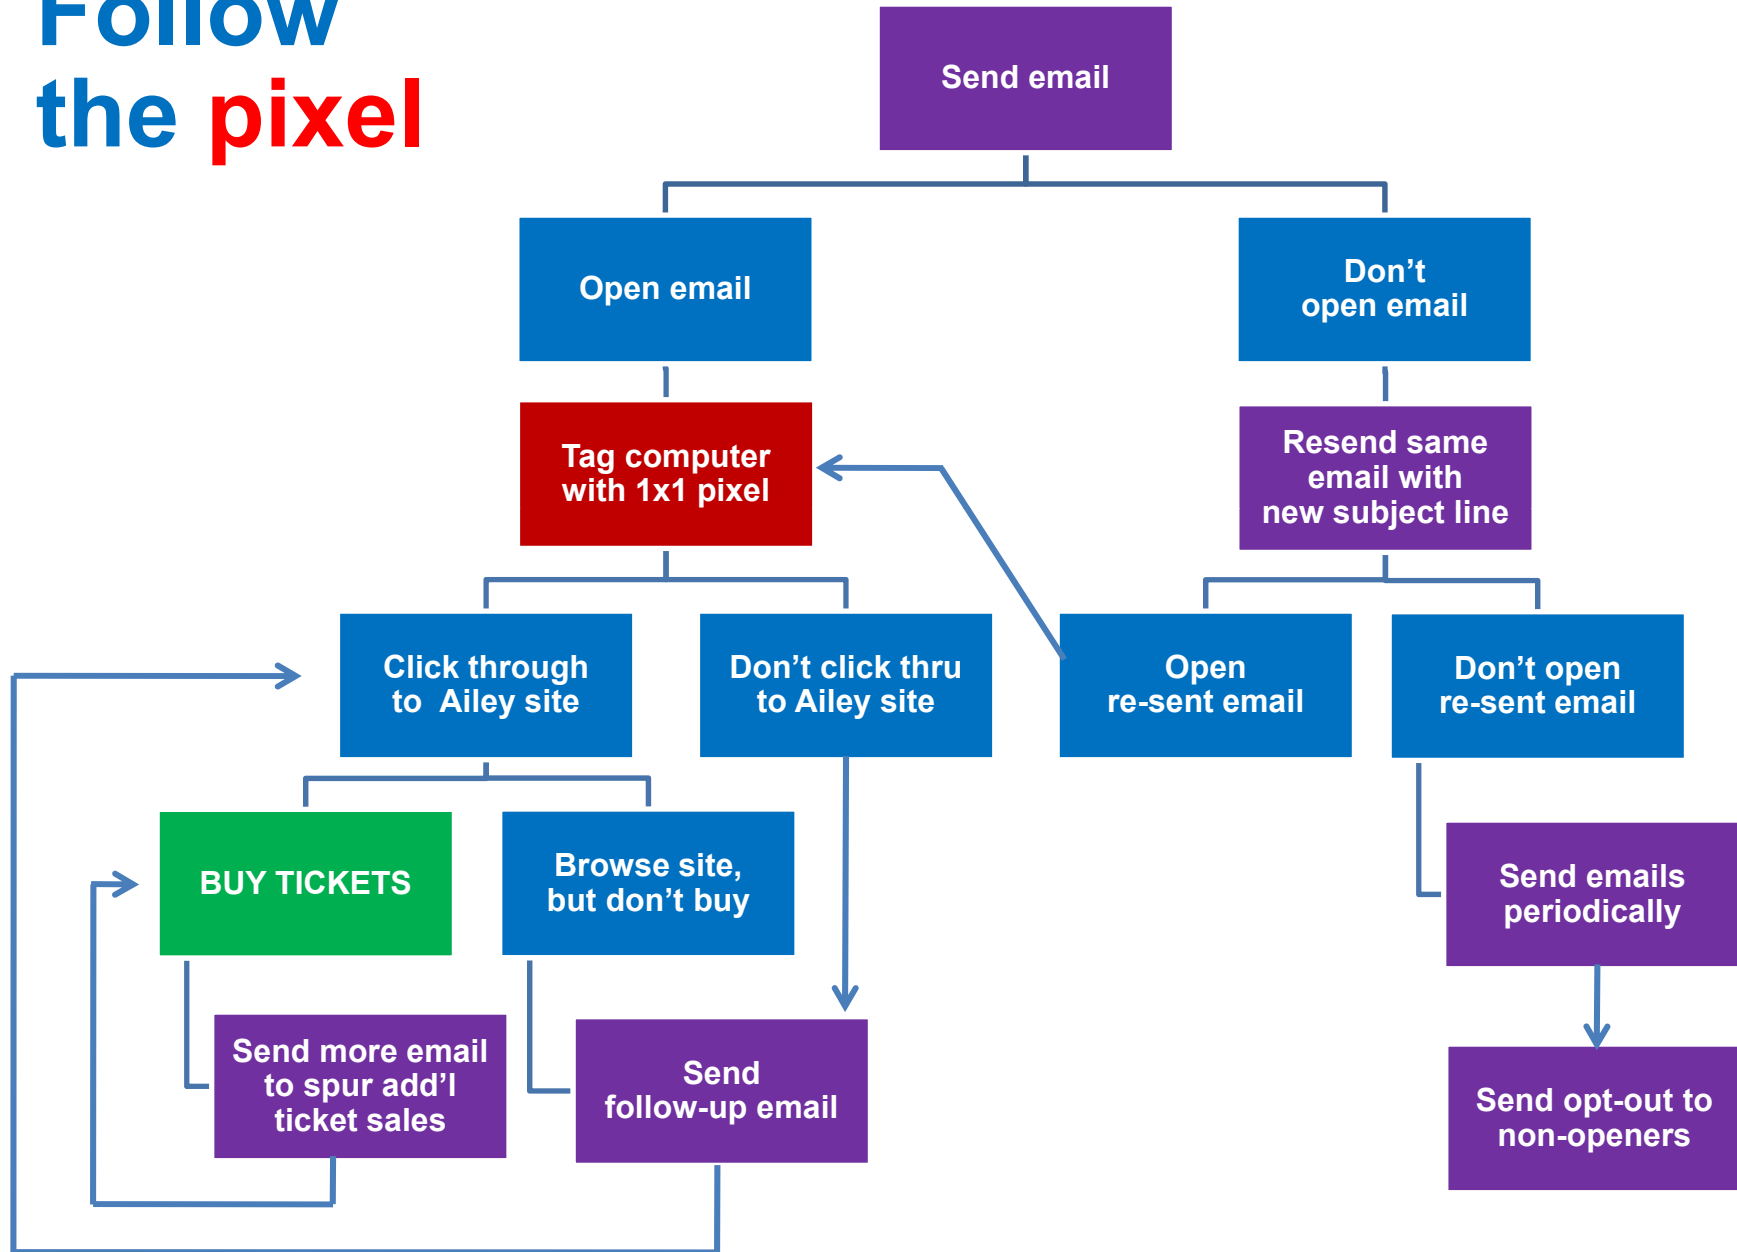 Follow
the pixel
Send email
Open email
Don’t
open email
Tag computer
with 1x1 pixel
Resend same
email with
new subject line
Click through
to Ailey site
Don’t click thru
to Ailey site
Open
re-sent email
Don’t open
re-sent email
BUY TICKETS
Browse site,
but don’t buy
Send emails
periodically
Send more email
to spur add’l
ticket sales
Send
follow-up email
Send opt-out to
non-openers